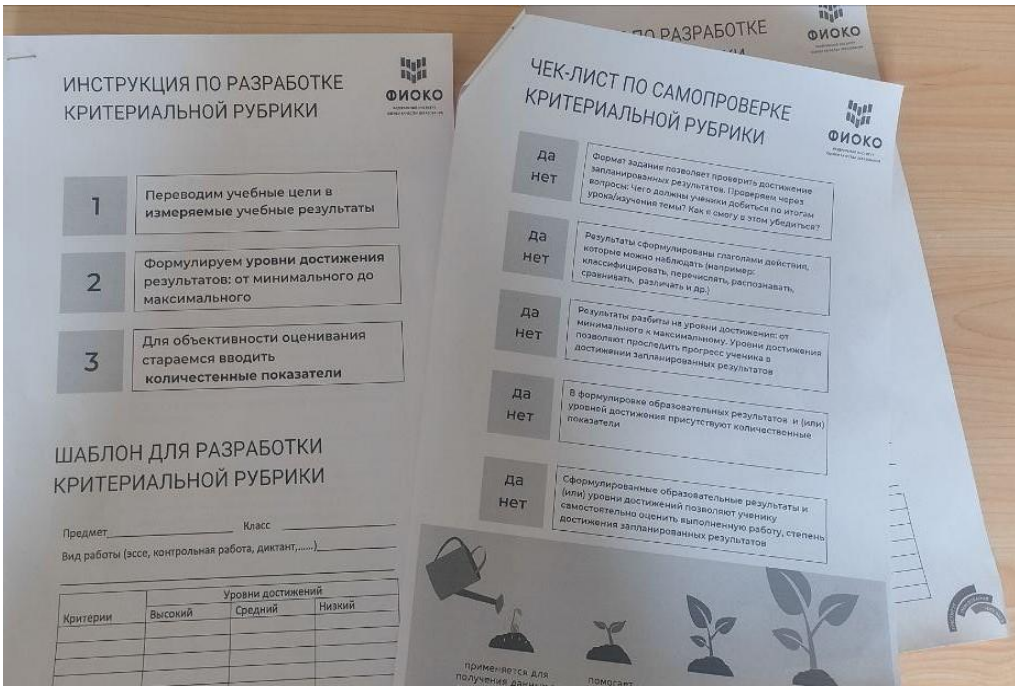 ИНСТРУКЦИЯ ПО РАЗРАБОТКЕ
КРИТЕРИАЛЬНОЙ РУБРИКИ
ФИОКО
1
Переводим учебные цели в
измеряемые учебные результаты
2
Формулируем уровни достижения
результатов: от минимального до
максимального
3
Для объективности оценивания
стараемся вводить
количестенные показатели
ШАБЛОН ДЛЯ РАЗРАБОТКИ
КРИТЕРИАЛЬНОЙ РУБРИКИ
Предмет____________________ Класс ____________________
Вид работы (эссе, контрольная работа, диктант,......)____________
Уровни достижений
Критерии Высокий Средний Низкий
ПО РАЗРАБОТКЕ
ФИОКО
ЧЕК-ЛИСТ ПО САМОПРОВЕРКЕ
КРИТЕРИАЛЬНОЙ РУБРИКИ
ФИОКО
да
нет
Формат задания позволяет проверить достижение
запланированных результатов. Проверяем через
вопросы: Чего должны ученики добиться по итогам
урока/изучения темы? Как я смогу в этом убедиться?
да
нет
Результаты сформулированы глаголами действия,
которые можно наблюдать (например:
классифицировать, перечислять, распознавать,
сравнивать, различать и др.)
да
нет
Результаты разбиты на уровни достижения: от
минимального к максимальному. Уровни достижения
позволяют проследить прогресс ученика в
достижении запланированных результатов
да
нет
В формулировке образовательных результатов и (или)
уровней достижения присутствуют количественные
показатели
да
нет
Сформулированные образовательные результаты и
(или) уровни достижений позволяют ученику
самостоятельно оценить выполненную работу, степень
достижения запланированных результатов
применяется для
получения данных
помогает